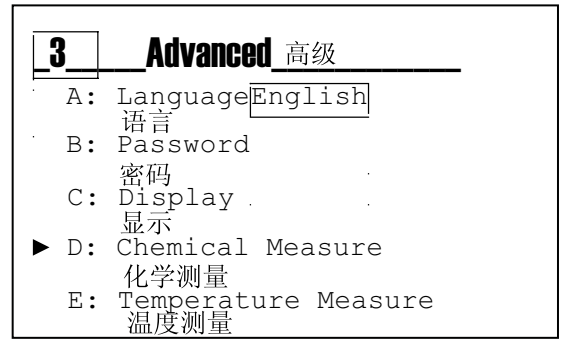 3 Advanced 高级
A: Language English
语言
B: Password
密码
C: Display
显示
► D: Chemical Measure
化学测量
E: Temperature Measure
温度测量